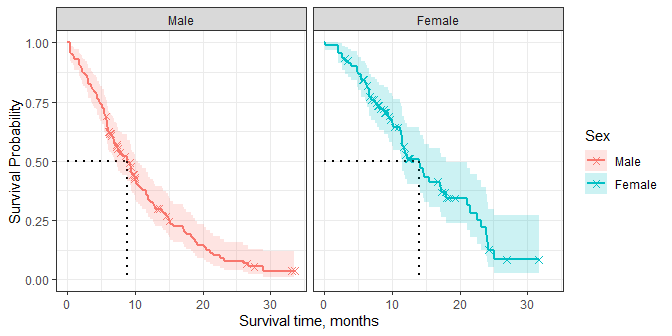 Male
Female
Survival Probability
1.00
0.75
0.50
0.25
0.00
0 10 20 30
0 10 20 30
Survival time, months
Sex
Male
Female